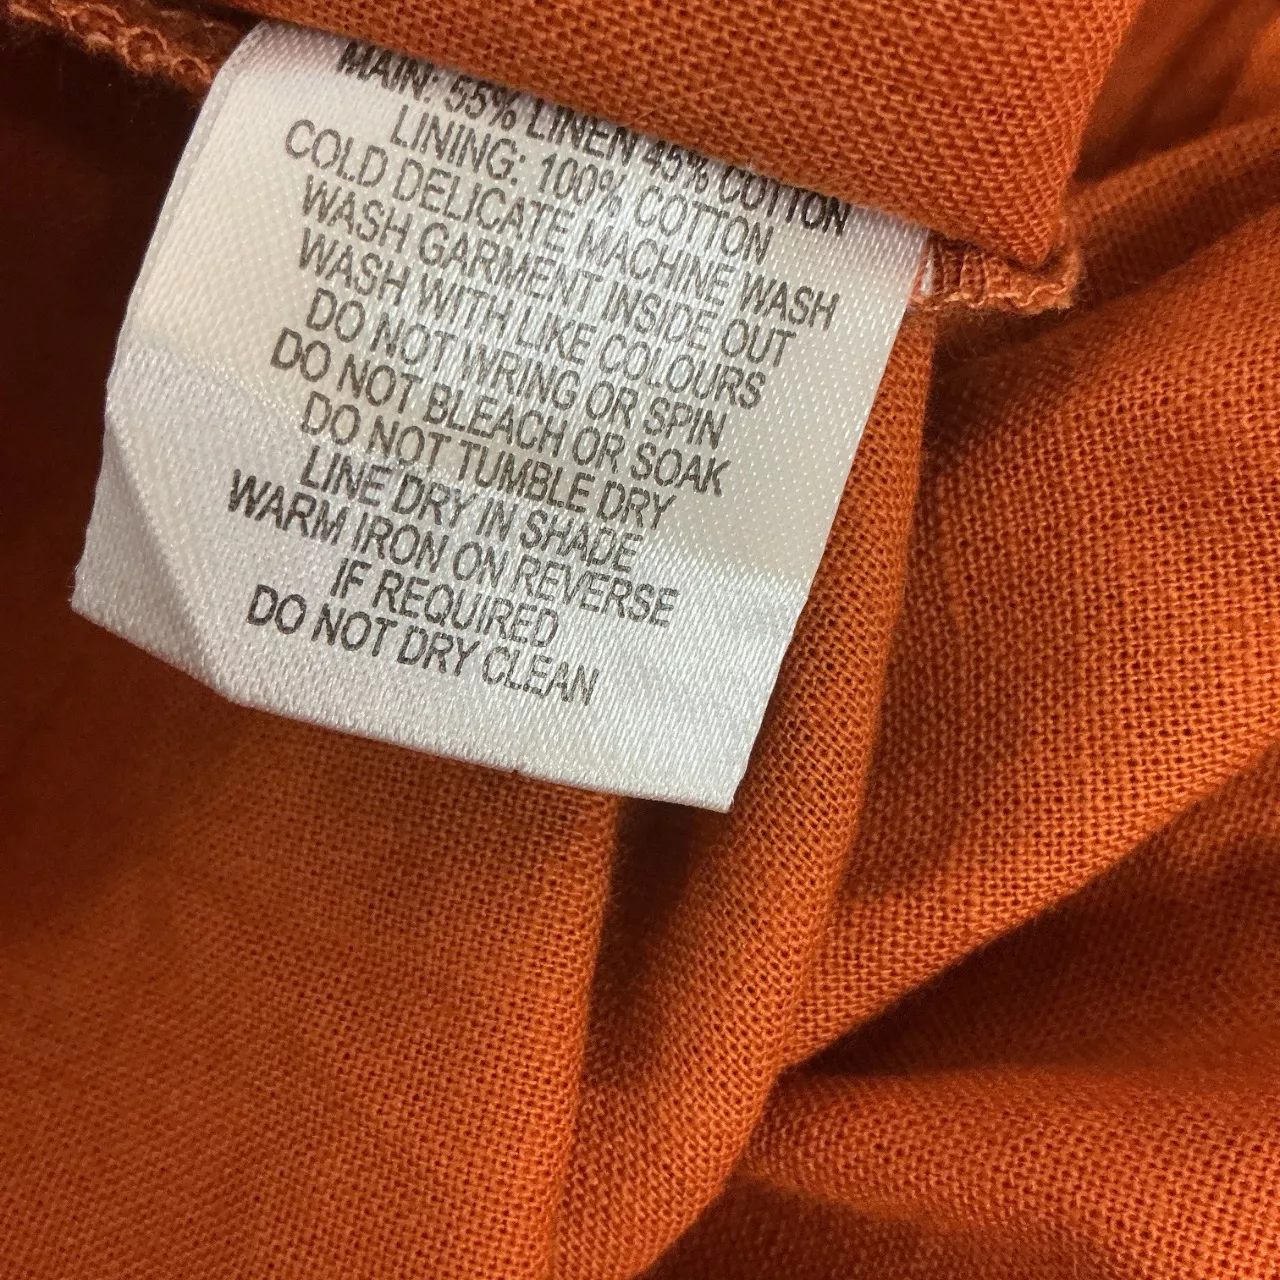 MAIN: 55% LINEN 45% COTTON
LINING: 100% COTTON
COLD DELICATE MACHINE WASH
WASH GARMENT INSIDE OUT
WASH WITH LIKE COLOURS
DO NOT WRING OR SPIN
DO NOT BLEACH OR SOAK
DO NOT TUMBLE DRY
LINE DRY IN SHADE
WARM IRON ON REVERSE
IF REQUIRED
DO NOT DRY CLEAN